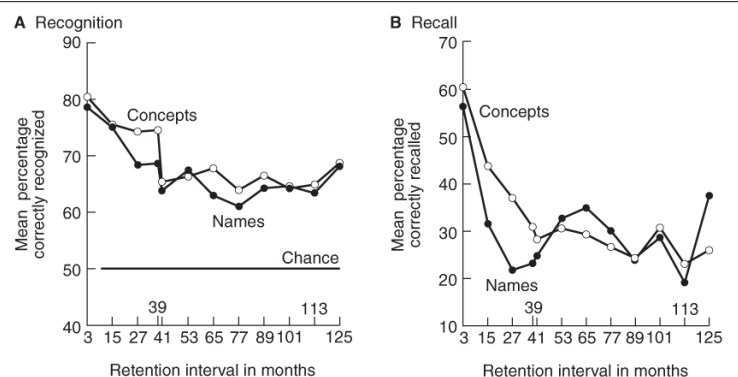 A Recognition
90
80
70
60
50
40
Mean percentage
correctly recognized
Concepts
Names
Chance
39
113
3 15 27 41 53 65 77 89 101 125
Retention interval in months
B Recall
70
60
50
40
30
20
10
Mean percentage
correctly recalled
Concepts
Names
39
113
3 15 27 41 53 65 77 89 101 125
Retention interval in months